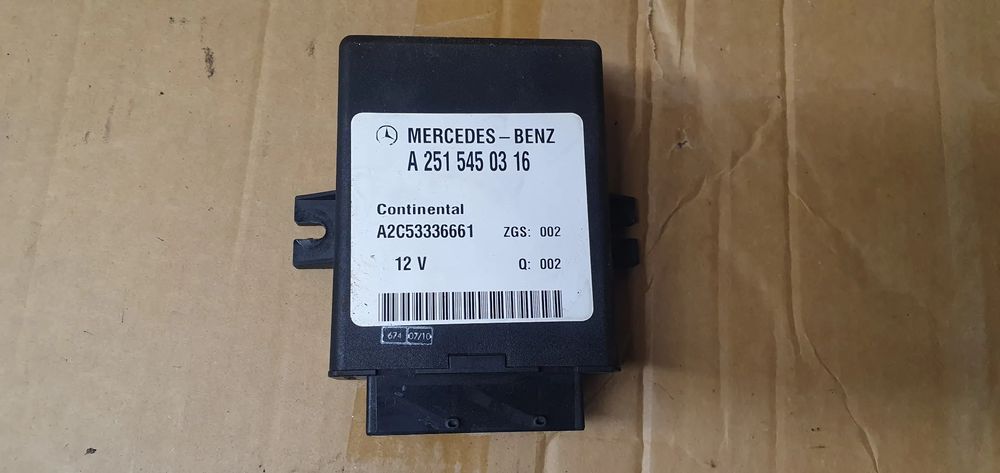 MERCEDES-BENZ
A 251 545 03 16
Continental
A2C53336661 ZGS: 002
12 V Q: 002
674 07/10